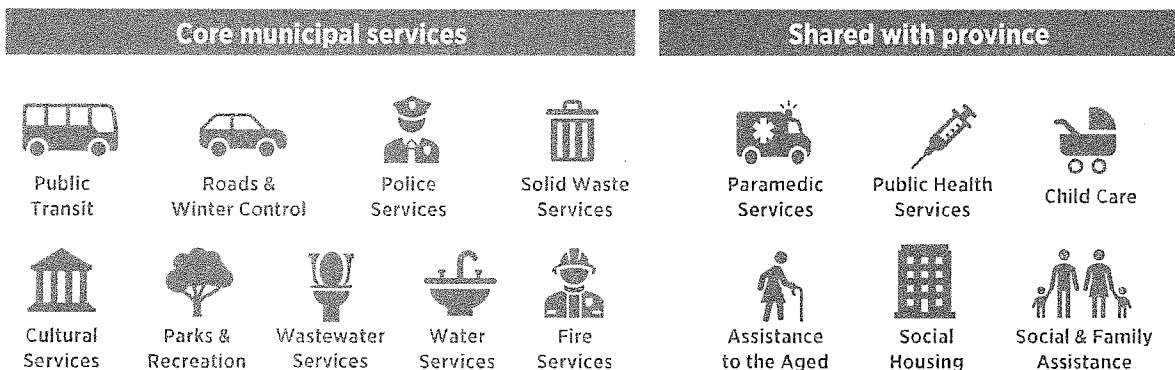 Core municipal services
Public
Transit
Roads &
Winter Control
Police
Services
Solid Waste
Services
Cultural
Services
Parks &
Recreation
Wastewater
Services
Water
Services
Fire
Services
Shared with province
Paramedic
Services
Public Health
Services
Child Care
Assistance
to the Aged
Social
Housing
Social & Family
Assistance